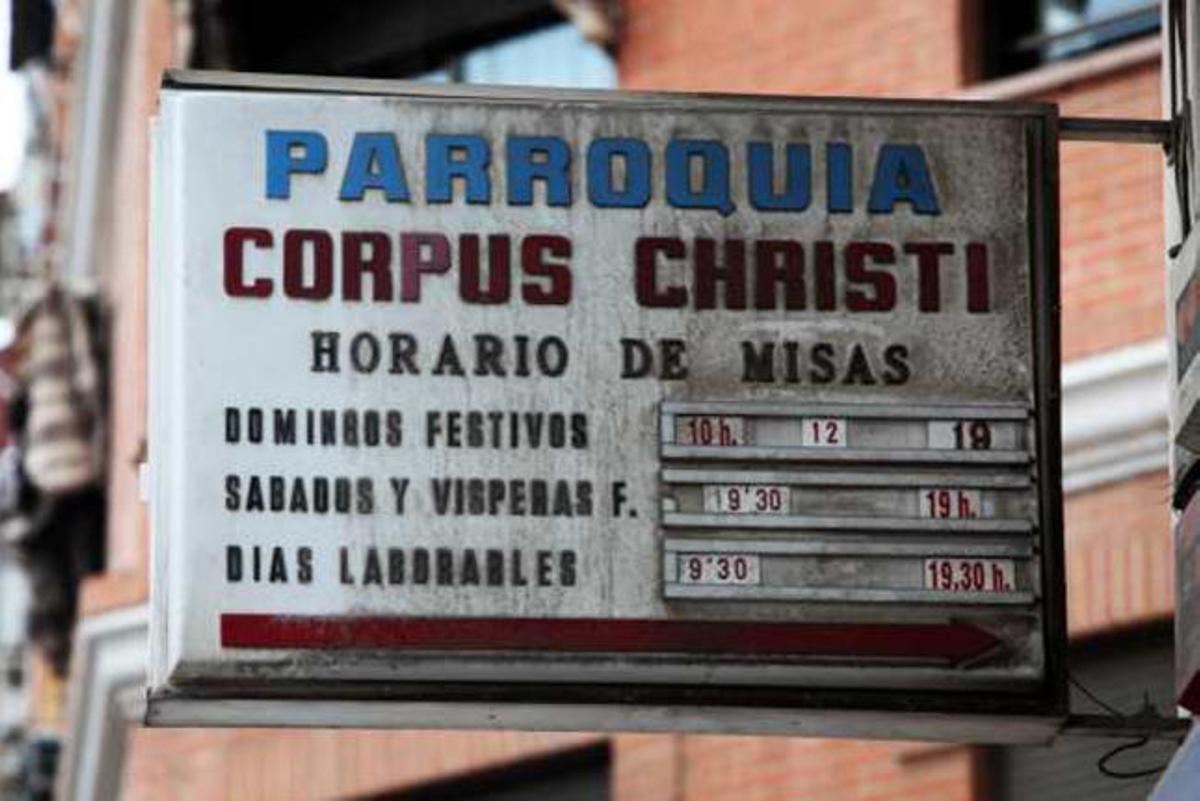 PARROQUIA
CORPUS CHRISTI
HORARIO DE MISAS
DOMINGOS FESTIVOS 10 h. 12 19
SABADOS Y VISPERAS F. 9'30 19 h.
DIAS LABORABLES 9'30 19,30 h.